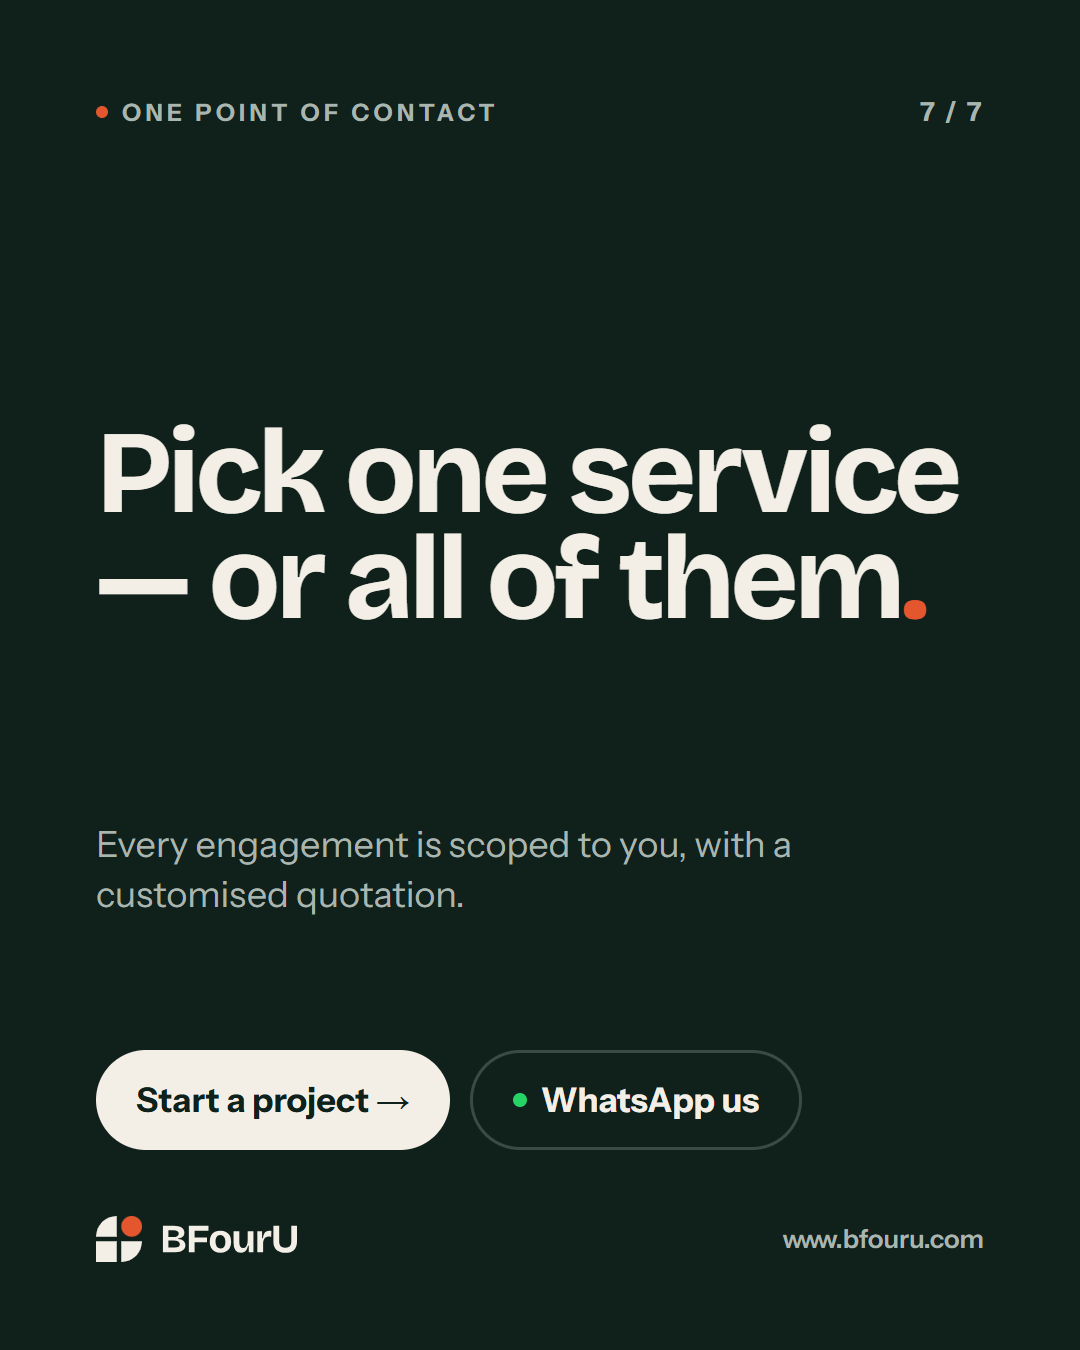 ONE POINT OF CONTACT
7 / 7
Pick one service
— or all of them.
Every engagement is scoped to you, with a
customised quotation.
Start a project →
WhatsApp us
BFourU
www.bfouru.com